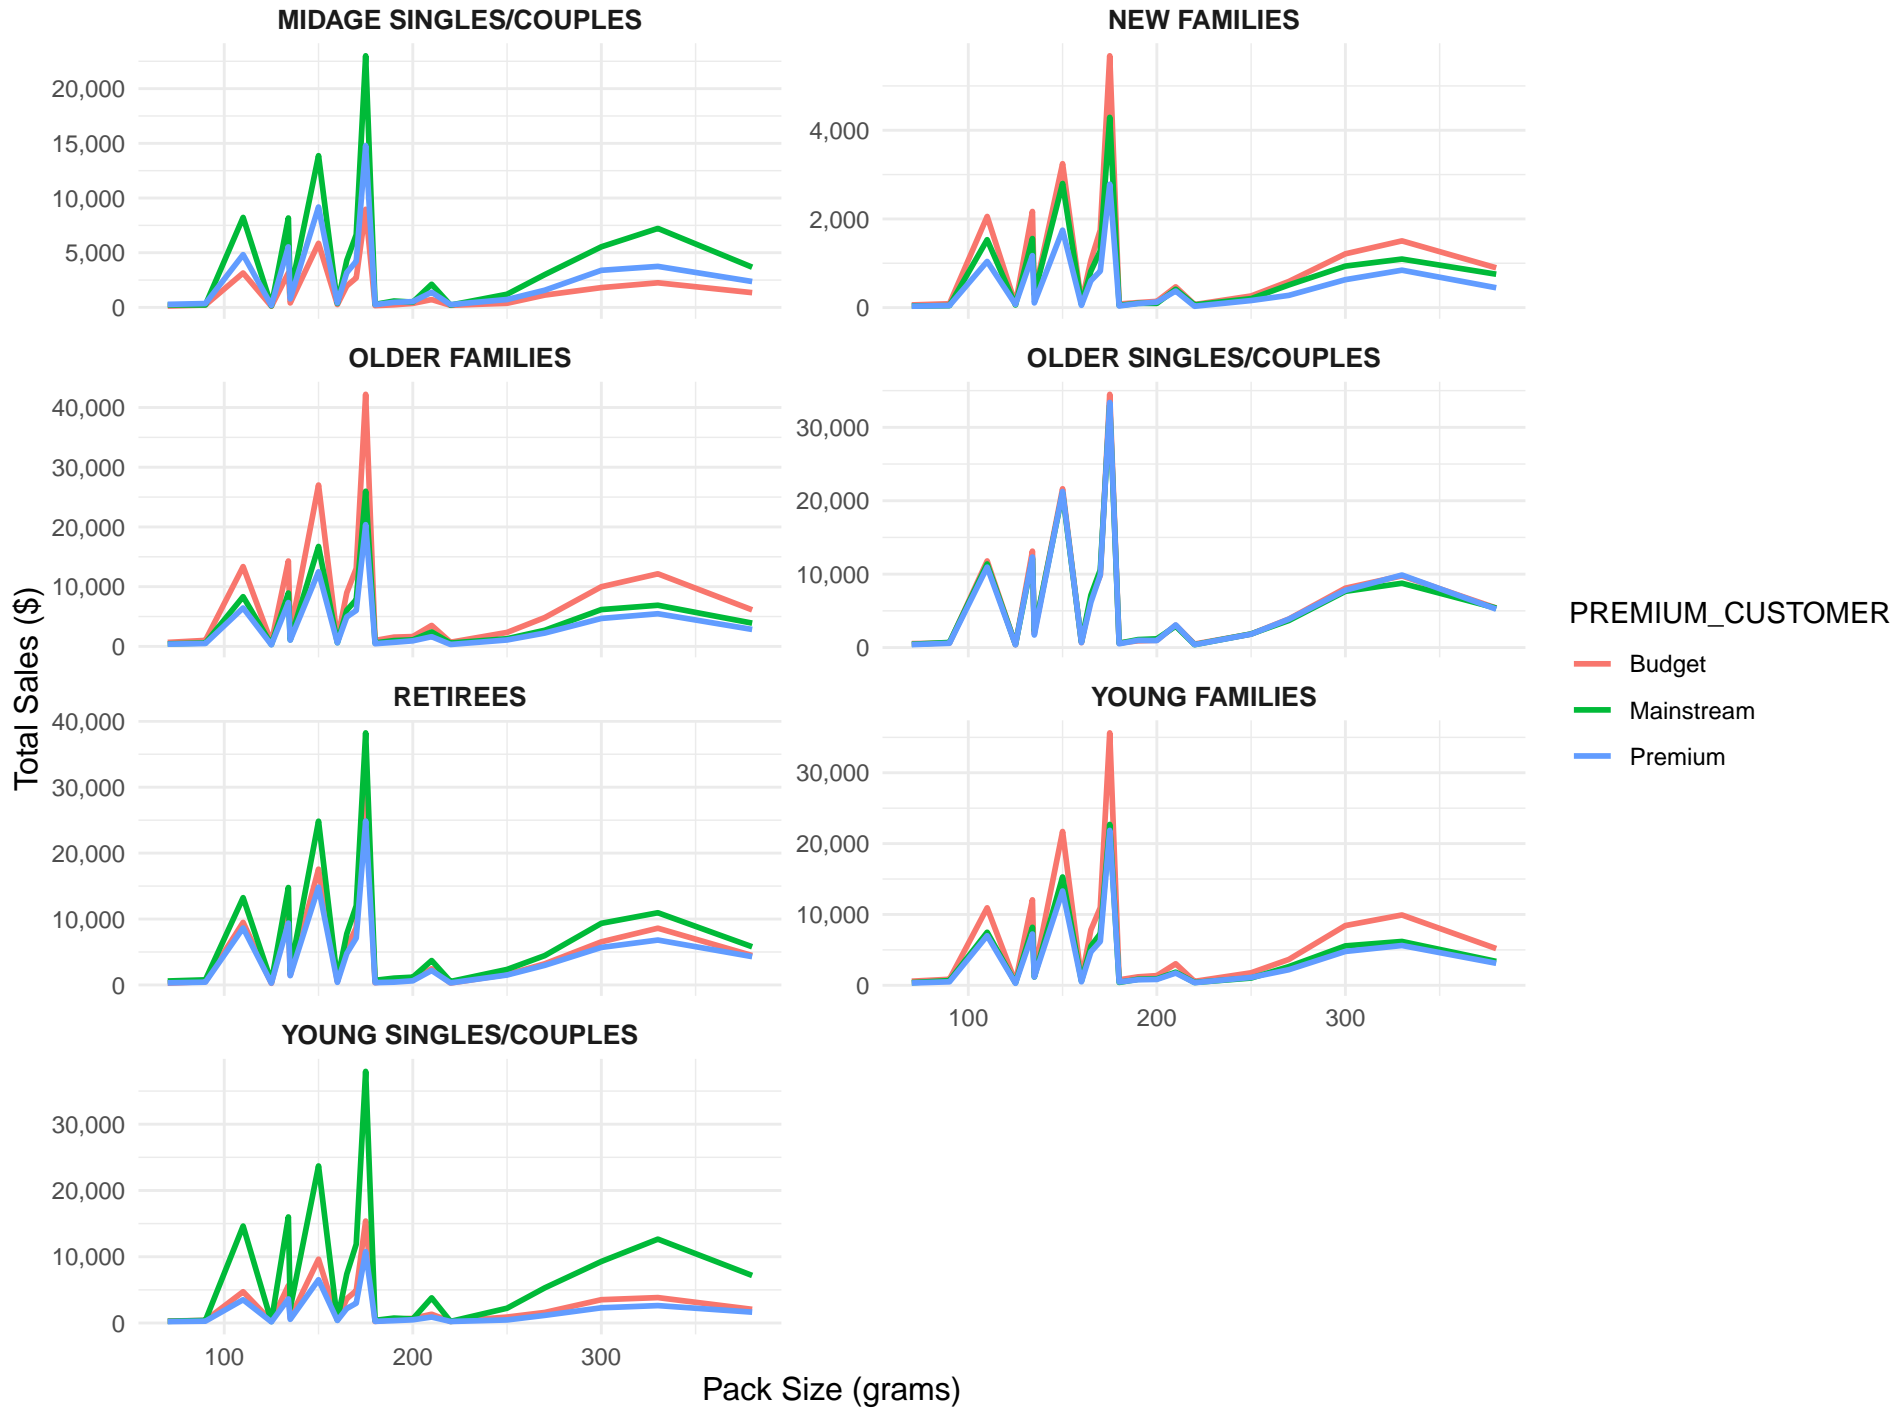 MIDAGE SINGLES/COUPLES
NEW FAMILIES
20,000
15,000
10,000
5,000
0
4,000
2,000
0
OLDER FAMILIES
OLDER SINGLES/COUPLES
40,000
30,000
20,000
10,000
0
30,000
20,000
10,000
0
RETIREES
YOUNG FAMILIES
40,000
30,000
20,000
10,000
0
30,000
20,000
10,000
0
100 200 300
YOUNG SINGLES/COUPLES
30,000
20,000
10,000
0
100 200 300
Pack Size (grams)
Total Sales ($)
PREMIUM_CUSTOMER
Budget
Mainstream
Premium